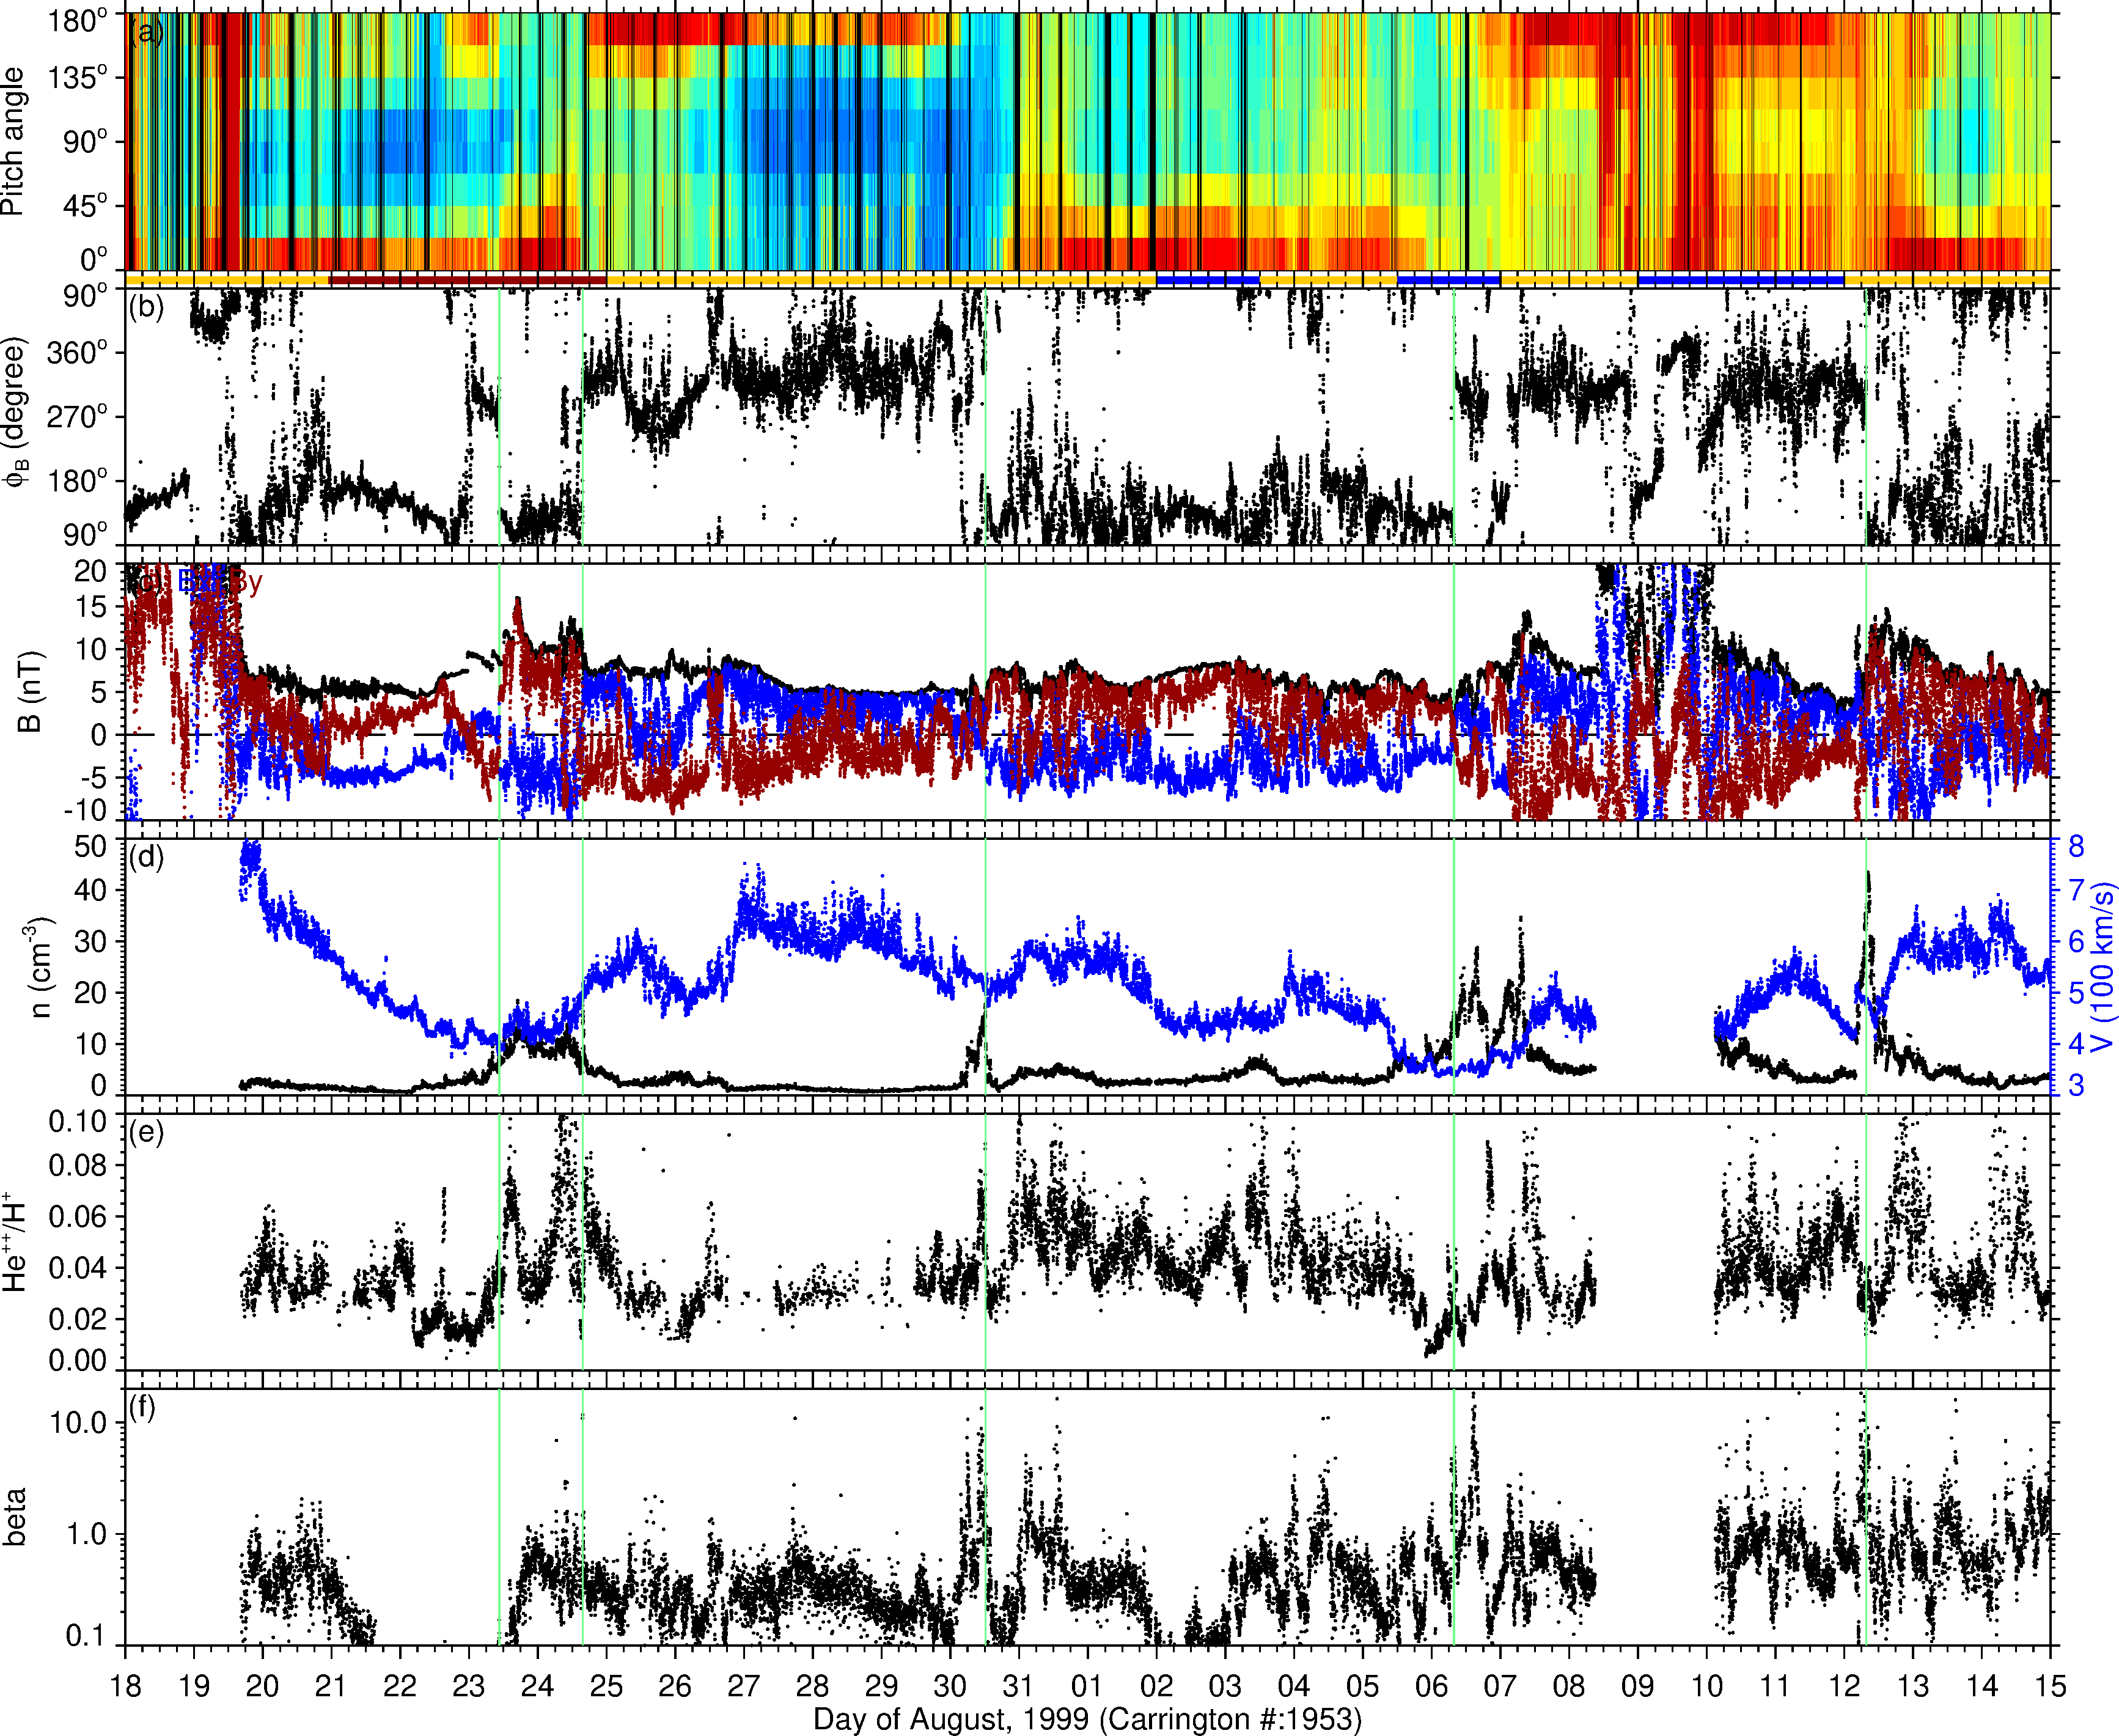 180°
135°
90°
45°
0°
Pitch angle
(a)
90°
360°
270°
180°
90°
ϕB (degree)
(b)
20
15
10
5
0
-5
-10
B (nT)
By
50
40
30
20
10
0
n (cm-3)
(d)
8
7
6
5
4
3
V (100 km/s)
0.10
0.08
0.06
0.04
0.02
0.00
He++/H+
(e)
10.0
1.0
0.1
beta
(f)
18 19 20 21 22 23 24 25 26 27 28 29 30 31 01 02 03 04 05 06 07 08 09 10 11 12 13 14 15
Day of August, 1999 (Carrington #:1953)